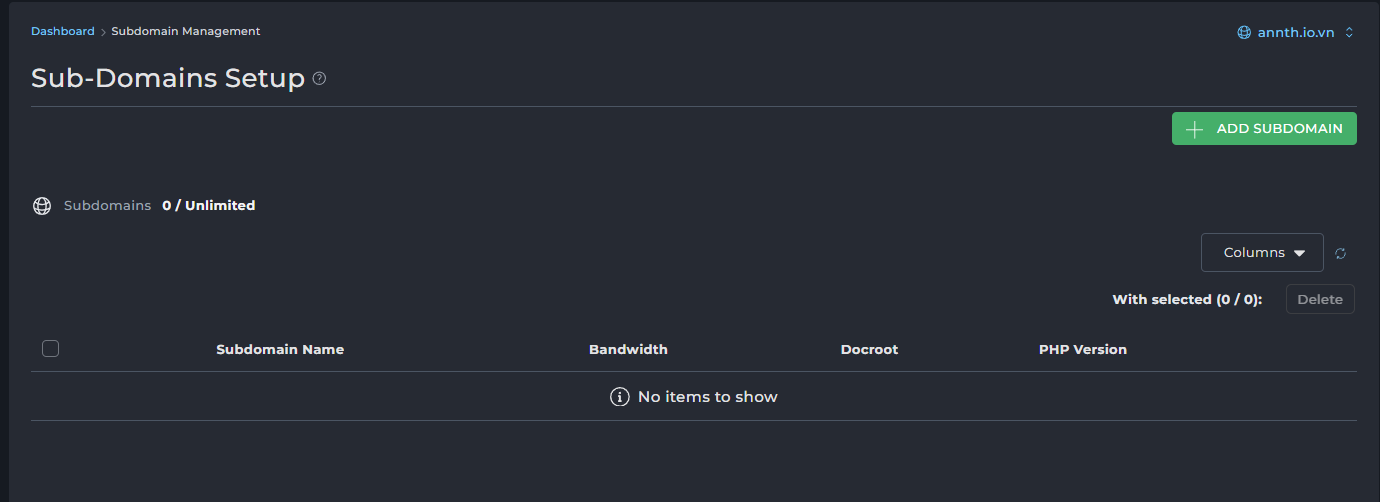 Dashboard > Subdomain Management
annth.io.vn
Sub-Domains Setup ?
ADD SUBDOMAIN
Subdomains 0 / Unlimited
Columns
With selected (0 / 0): Delete
Subdomain Name Bandwidth Docroot PHP Version
No items to show